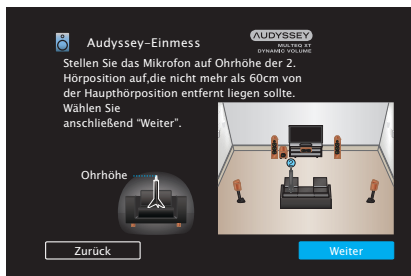 Audyssey-Einmess
AUDYSSEY
MULTEQ XT
DYNAMIC VOLUME
Stellen Sie das Mikrofon auf Ohrhöhe der 2.
Hörposition auf,die nicht mehr als 60cm von
der Haupthörposition entfernt liegen sollte.
Wählen Sie
anschließend “Weiter”.
Ohrhöhe
2
Zurück
Weiter